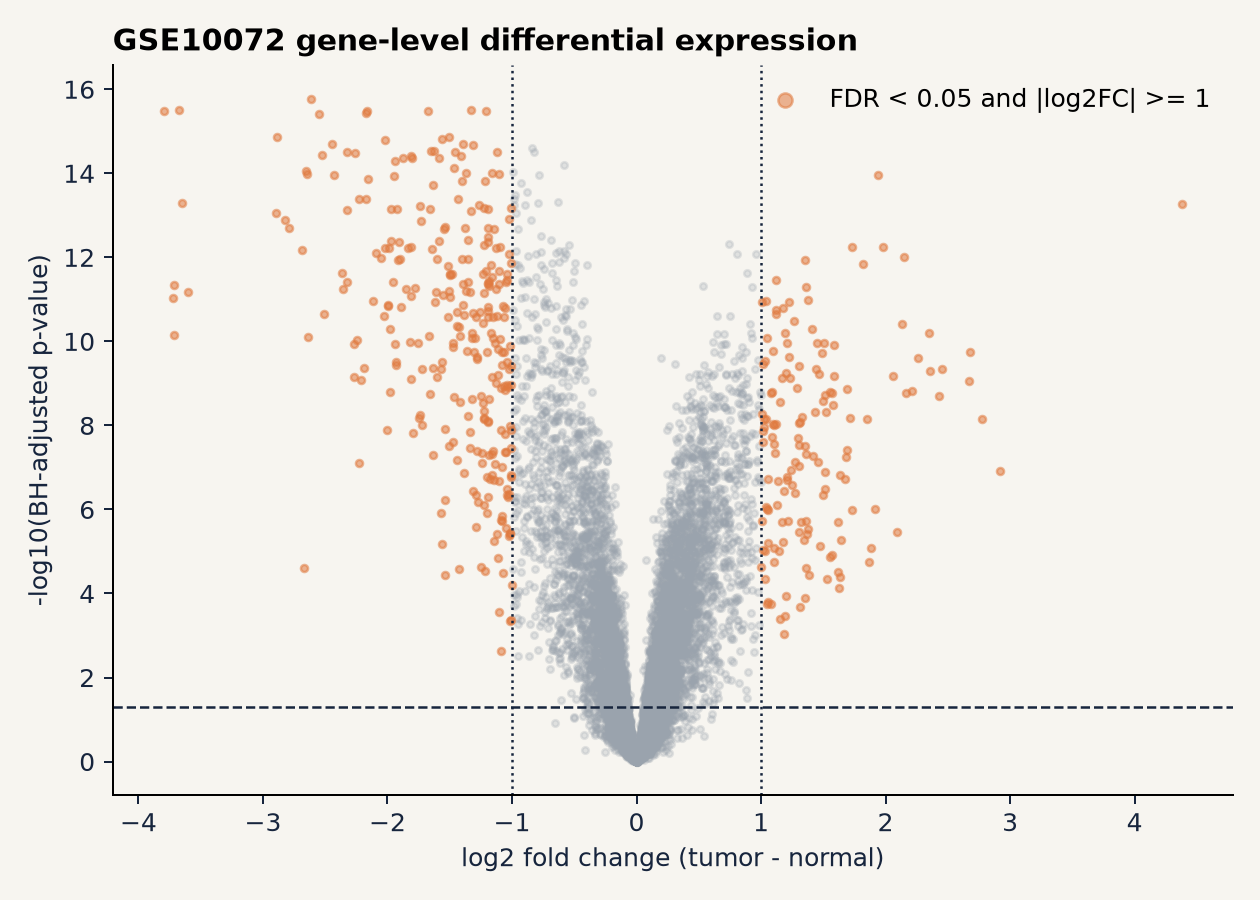 GSE10072 gene-level differential expression
FDR < 0.05 and |log2FC| >= 1
-log10(BH-adjusted p-value)
16
14
12
10
8
6
4
2
0
−4 −3 −2 −1 0 1 2 3 4
log2 fold change (tumor - normal)